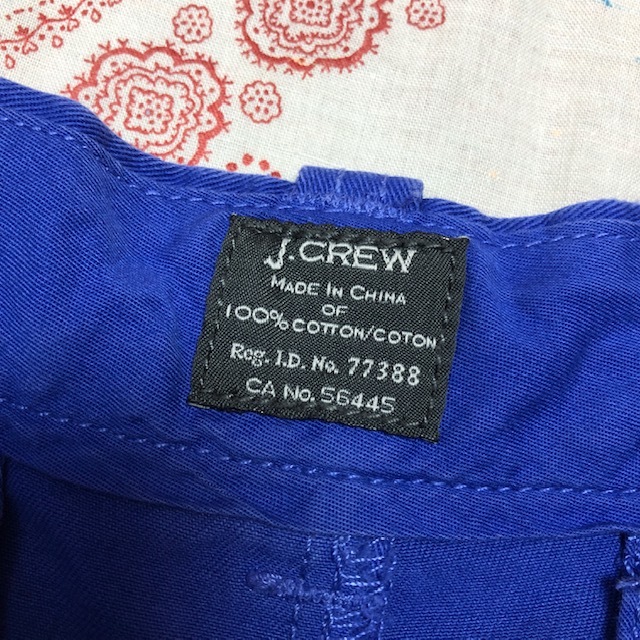 J.CREW
MADE IN CHINA
OF
100% COTTON/COTON
Reg. I.D. No. 77388
CA No. 56445